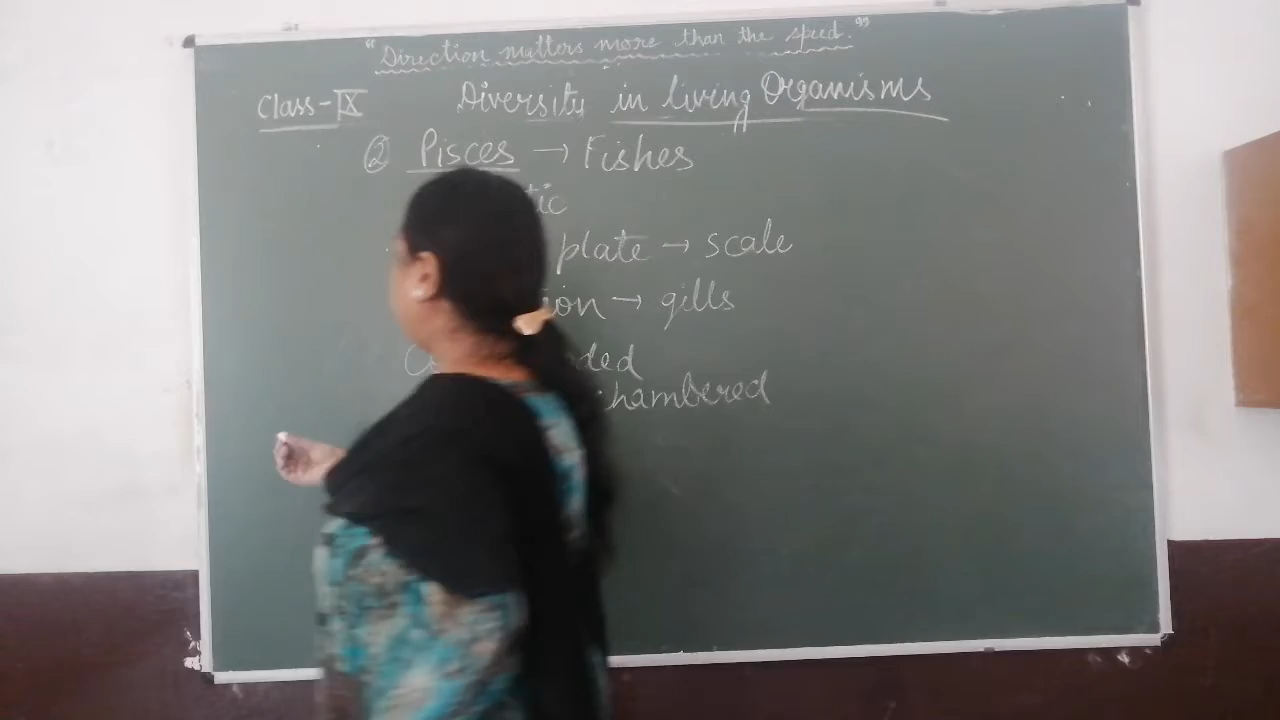 "Direction matters more than the speed."
Class-IX Diversity in living Organisms
② Pisces → Fishes
tic
plate → scale
ion → gills
ded
chambered